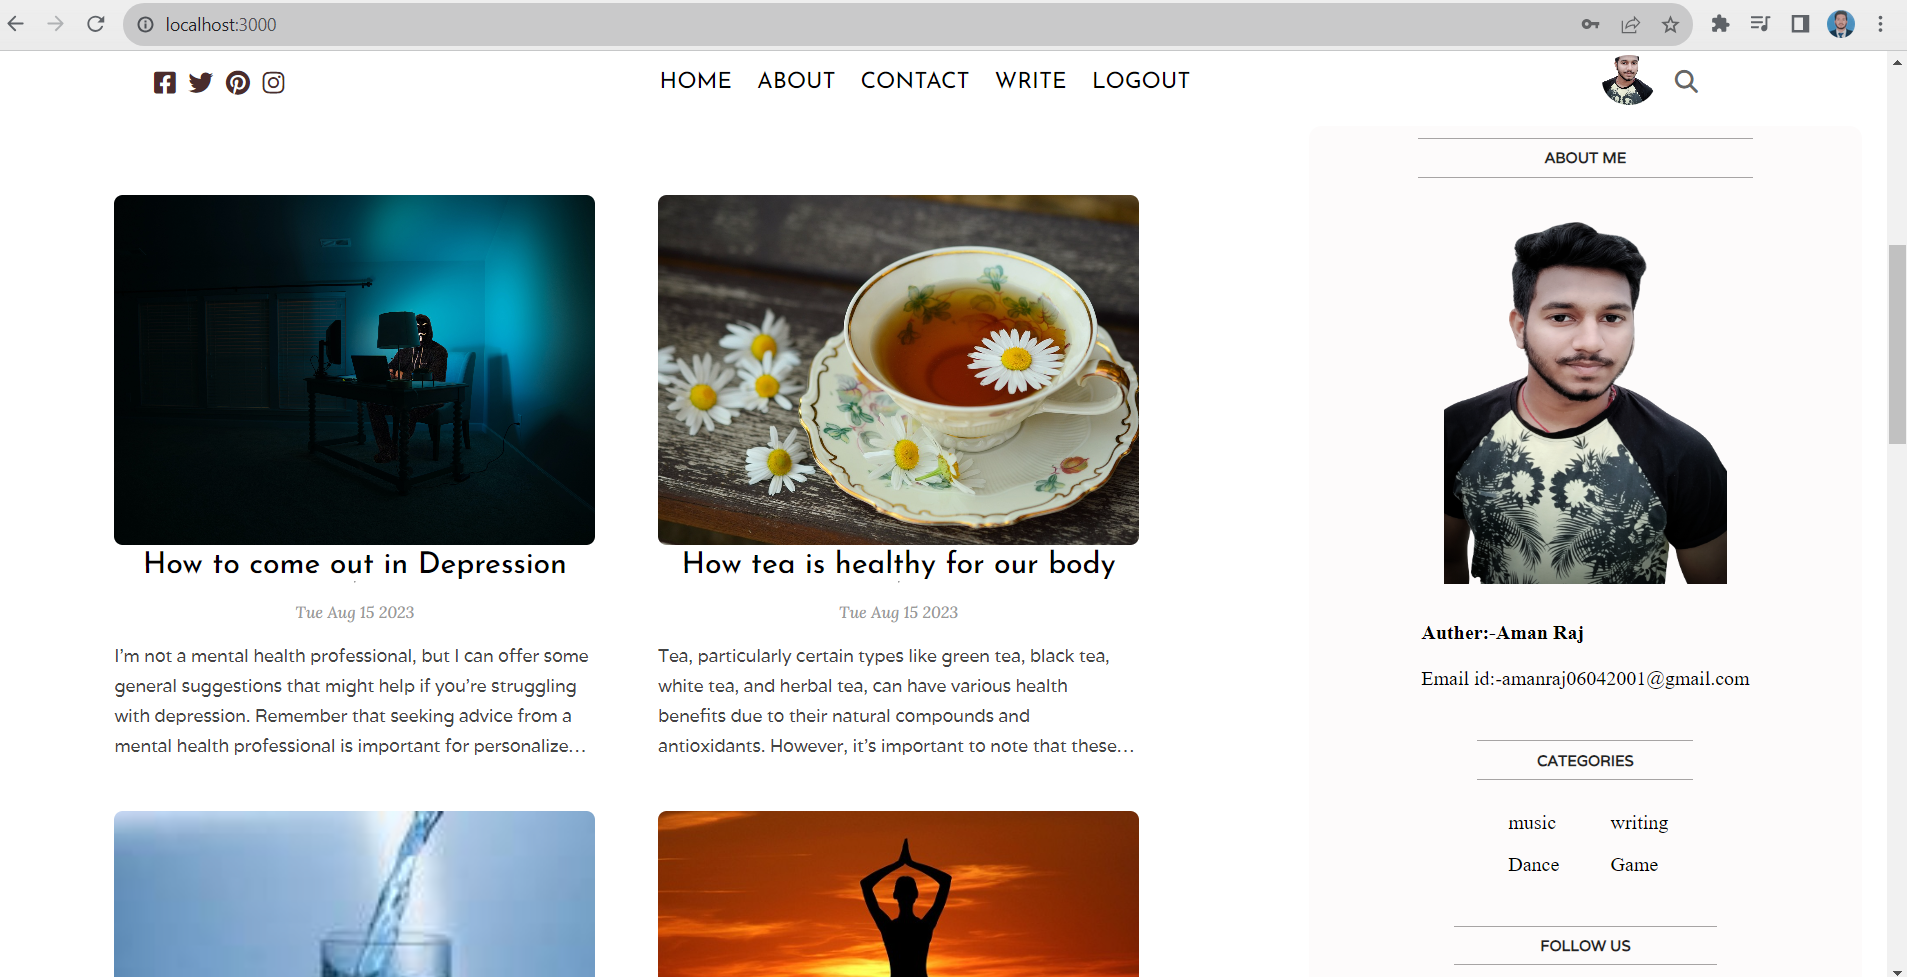 localhost:3000
HOME ABOUT CONTACT WRITE LOGOUT
How to come out in Depression
Tue Aug 15 2023
I'm not a mental health professional, but I can offer some
general suggestions that might help if you're struggling
with depression. Remember that seeking advice from a
mental health professional is important for personalize...
How tea is healthy for our body
Tue Aug 15 2023
Tea, particularly certain types like green tea, black tea,
white tea, and herbal tea, can have various health
benefits due to their natural compounds and
antioxidants. However, it's important to note that these...
ABOUT ME
Auther:-Aman Raj
Email id:-amanraj06042001@gmail.com
CATEGORIES
music writing
Dance Game
FOLLOW US